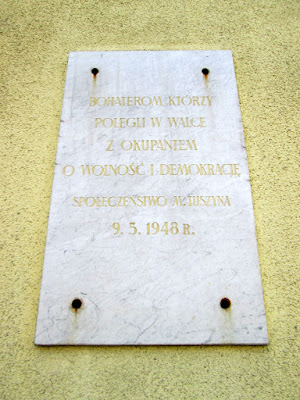 BOHATEROM, KTÓRZY
POLEGLI W WALCE
Z OKUPANTEM
O WOLNOŚĆ I DEMOKRACJĘ
SPOŁECZEŃSTWO M. TUSZYNA
9. 5. 1948 R.